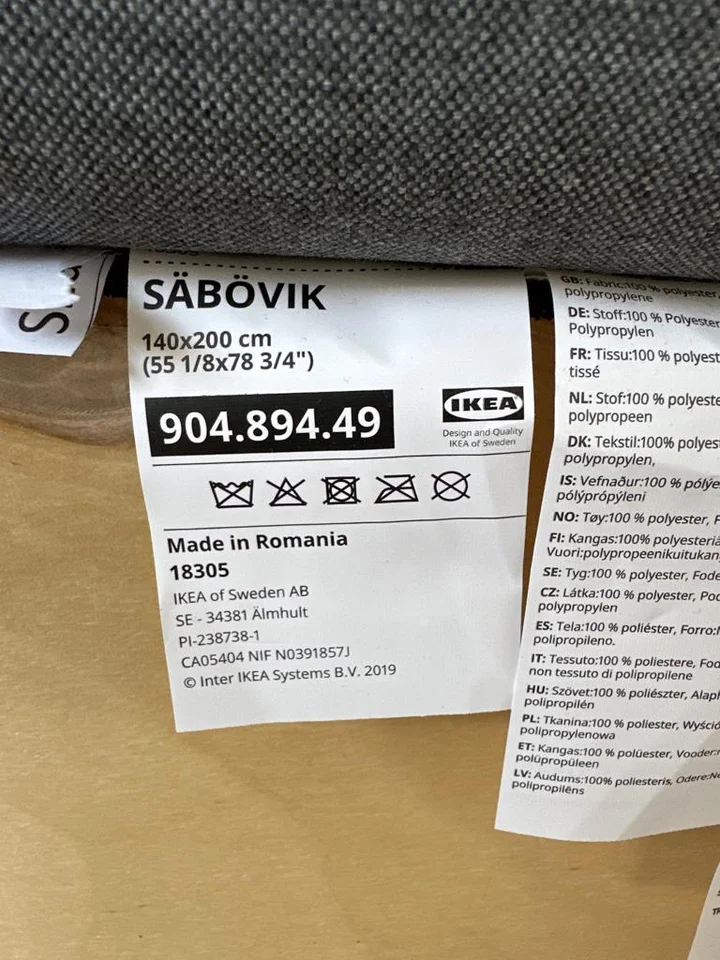 SÄBÖVIK
140x200 cm
(55 1/8x78 3/4")
904.894.49
IKEA
Design and Quality
IKEA of Sweden
Made in Romania
18305
IKEA of Sweden AB
SE - 34381 Älmhult
PI-238738-1
CA05404 NIF N0391857J
© Inter IKEA Systems B.V. 2019
GB: Fabric:100 % polyester,
polypropylene
DE: Stoff:100 % Polyester
Polypropylen
FR: Tissu:100 % polyest
tissé
NL: Stof:100 % polyeste
polypropeen
DK: Tekstil:100% polyes
polypropylen,
IS: Vefnaður:100 % pólýe
pólýprópýleni
NO: Tøy:100 % polyester, F
FI: Kangas:100% polyesteriä
Vuori:polypropeenikuitukan
SE: Tyg:100 % polyester, Fode
CZ: Látka:100 % polyester, Pod
polypropylen
ES: Tela:100 % poliéster, Forro:
polipropileno.
IT: Tessuto:100 % poliestere, Fod
non tessuto di polipropilene
HU: Szövet:100 % poliészter, Alap
polipropilén
PL: Tkanina:100 % poliester, Wyśció
polipropylenowa
ET: Kangas:100 % polüester, Vooder:
polüpropüleen
LV: Audums:100% poliesteris, Odere:Ne
polipropilēns